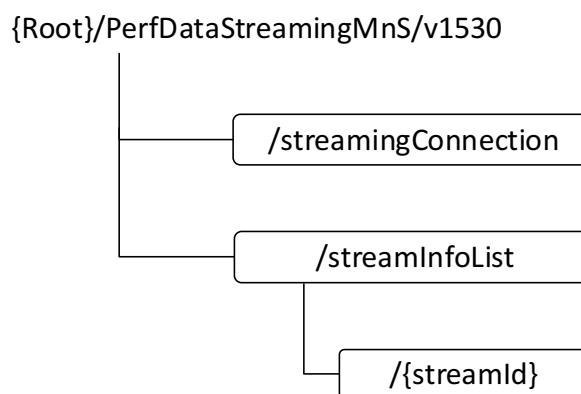 {Root}/PerfDataStreamingMnS/v1530
/streamingConnection
/streamInfoList
/{streamId}